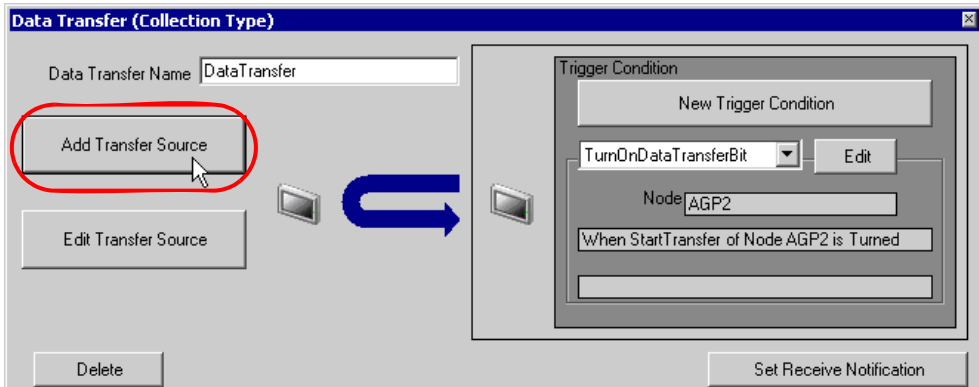 Data Transfer (Collection Type)
Data Transfer Name DataTransfer
Add Transfer Source
Edit Transfer Source
Trigger Condition
New Trigger Condition
TurnOnDataTransferBit Edit
Node AGP2
When StartTransfer of Node AGP2 is Turned
Delete
Set Receive Notification